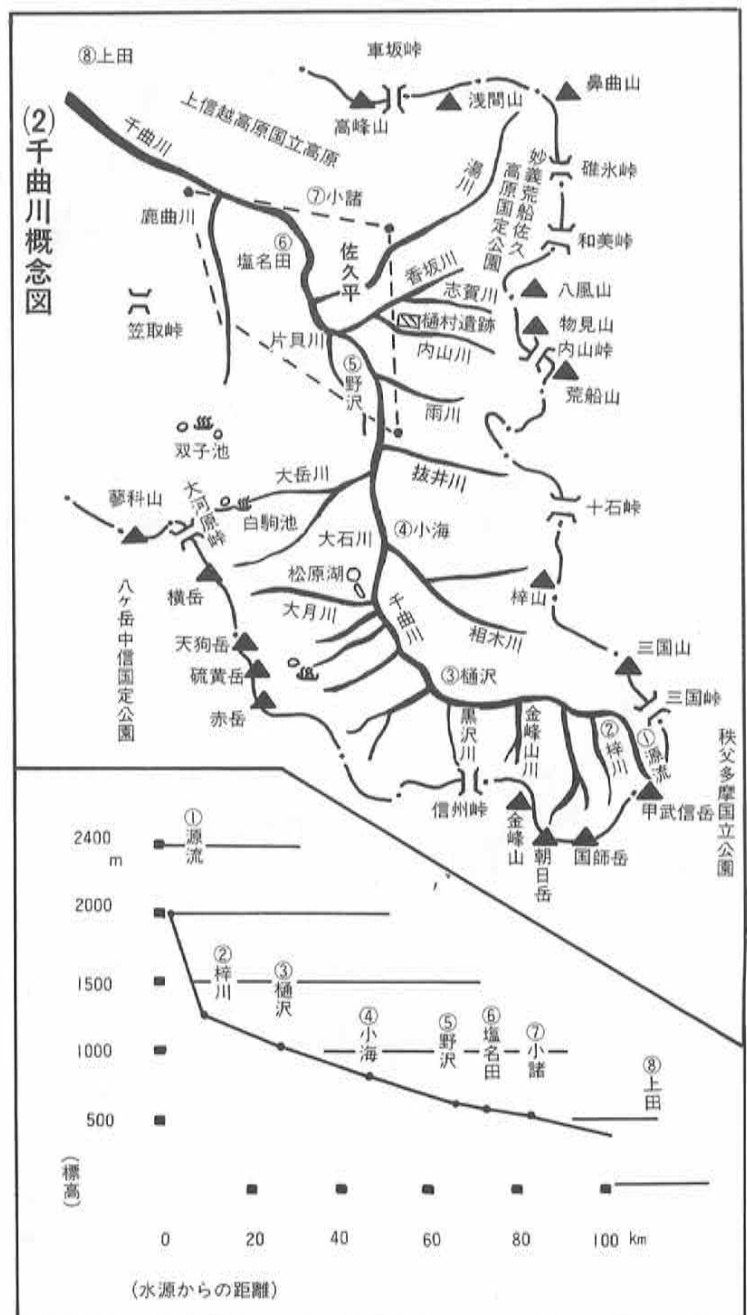 (2)千曲川概念図
⑧上田
車坂峠
高峰山
浅間山
鼻曲山
上信越高原国立高原
千曲川
湯川
妙義荒船佐久
高原国定公園
碓氷峠
和美峠
⑦小諸
鹿曲川
⑥
塩名田
佐久平
香坂川
志賀川
八風山
樋村遺跡
物見山
笠取峠
片貝川
内山川
内山峠
⑤野沢
荒船山
雨川
双子池
大岳川
抜井川
蓼科山
大河原峠
白駒池
十石峠
大石川
④小海
松原湖
横岳
大月川
千曲川
梓山
相木川
八ヶ岳中信国定公園
天狗岳
硫黄岳
赤岳
③樋沢
三国山
三国峠
黒沢川
金峰山川
②梓川
①源流
秩父多摩国立公園
信州峠
金峰山
朝日岳
国師岳
甲武信岳
①源流
2400
m
2000
②梓川
③樋沢
1500
④小海
⑤野沢
⑥塩名田
⑦小諸
1000
⑧上田
500
(標高)
0 20 40 60 80 100 km
(水源からの距離)